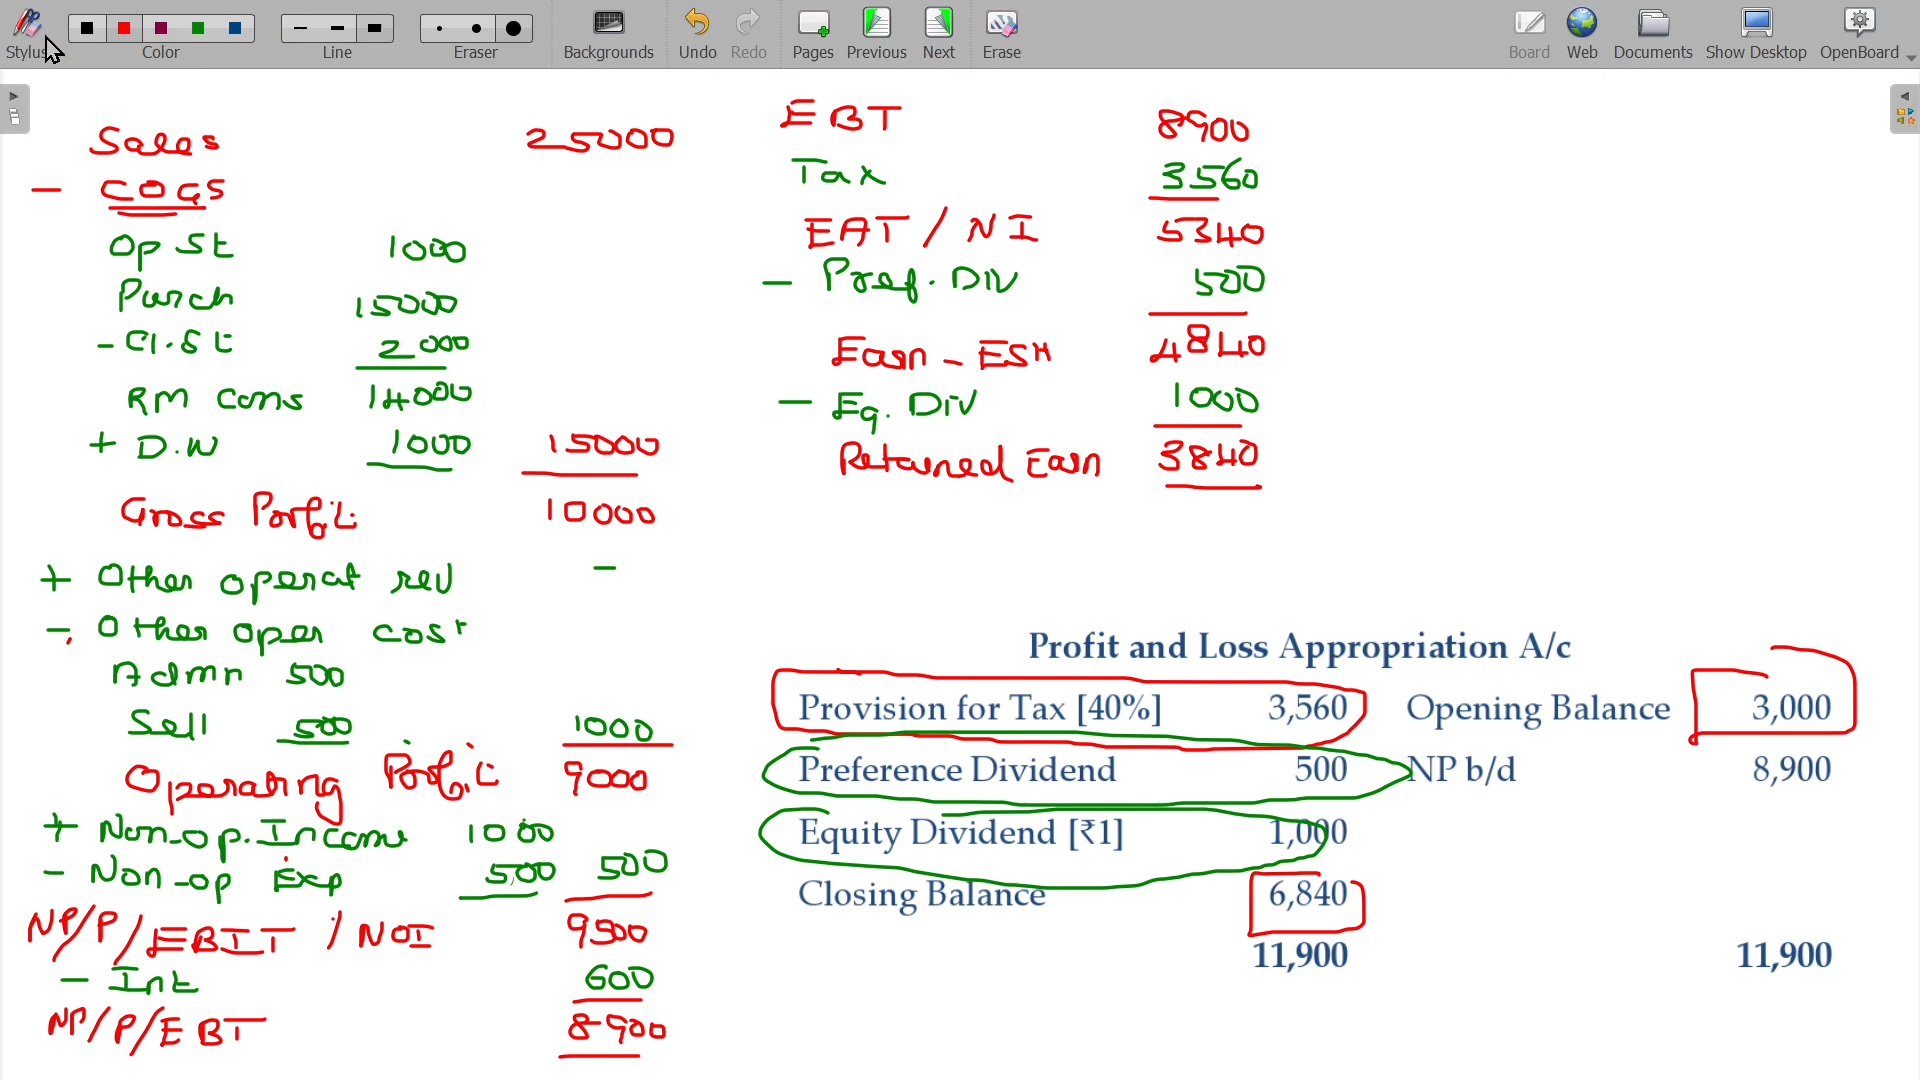 Stylus
Color
Line
Eraser
Backgrounds
Undo
Redo
Pages
Previous
Next
Erase
Board
Web
Documents
Show Desktop
OpenBoard
Sales 25000
- COGS
Op St 1000
Purch 15000
- Cl. St 2000
RM Cons 14000
+ D.W 1000 15000
Gross Profit 10000
+ Other operat rev -
- Other oper cost
Admn 500
Sell 500 1000
Operating Profit 9000
+ Non-op. Income 1000
- Non-op Exp 500 500
NP/P/EBIT / NOI 9500
- Int 600
NP/P/EBT 8900
EBT 8900
Tax 3560
EAT / NI 5340
- Pref. Div 500
Earn - ESH 4840
- Eq. Div 1000
Retained Earn 3840
Profit and Loss Appropriation A/c
Provision for Tax [40%] 3,560 Opening Balance 3,000
Preference Dividend 500 NP b/d 8,900
Equity Dividend [₹1] 1,000
Closing Balance 6,840
11,900 11,900